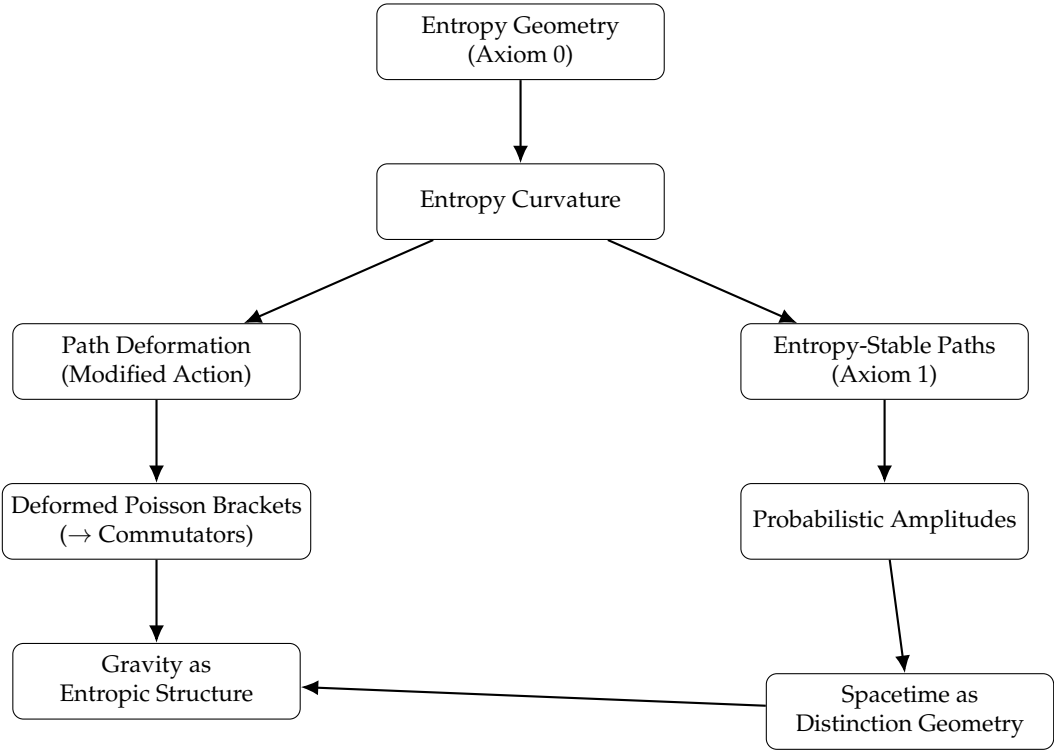 Entropy Geometry
(Axiom 0)
Entropy Curvature
Path Deformation
(Modified Action)
Entropy-Stable Paths
(Axiom 1)
Deformed Poisson Brackets
(→ Commutators)
Probabilistic Amplitudes
Gravity as
Entropic Structure
Spacetime as
Distinction Geometry